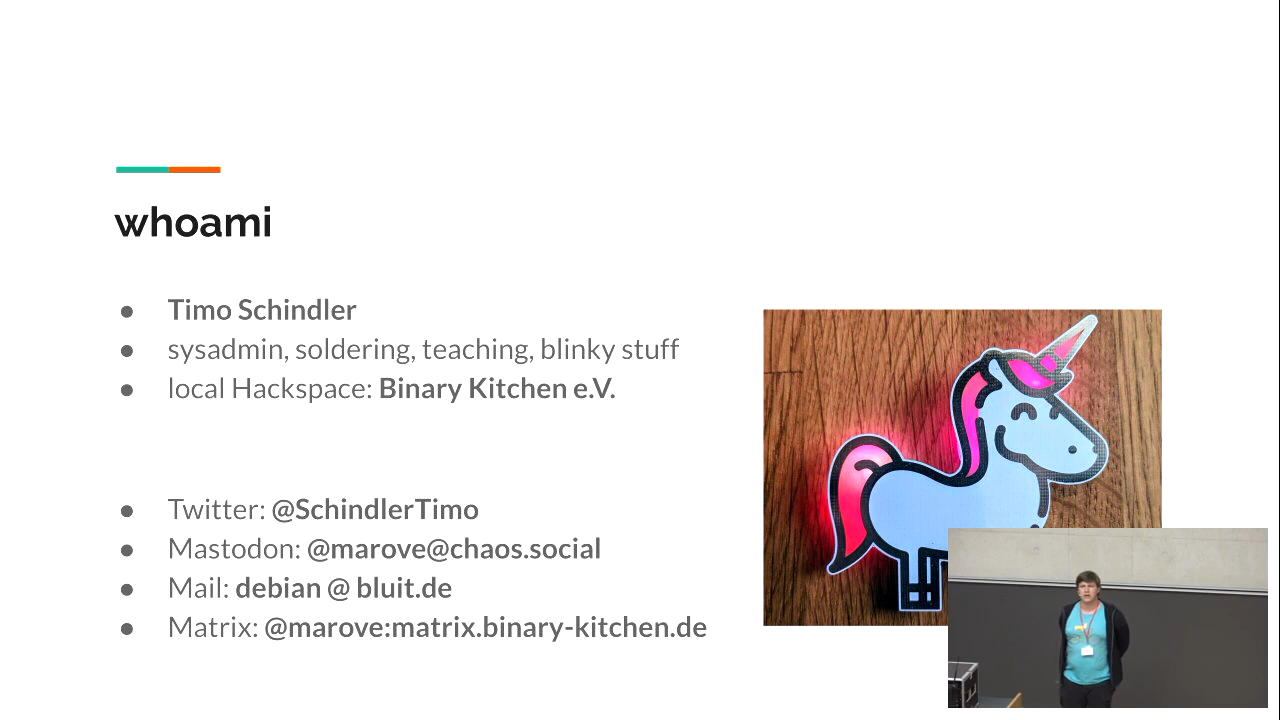 whoami
● Timo Schindler
● sysadmin, soldering, teaching, blinky stuff
● local Hackspace: Binary Kitchen e.V.
● Twitter: @SchindlerTimo
● Mastodon: @marove@chaos.social
● Mail: debian @ bluit.de
● Matrix: @marove:matrix.binary-kitchen.de